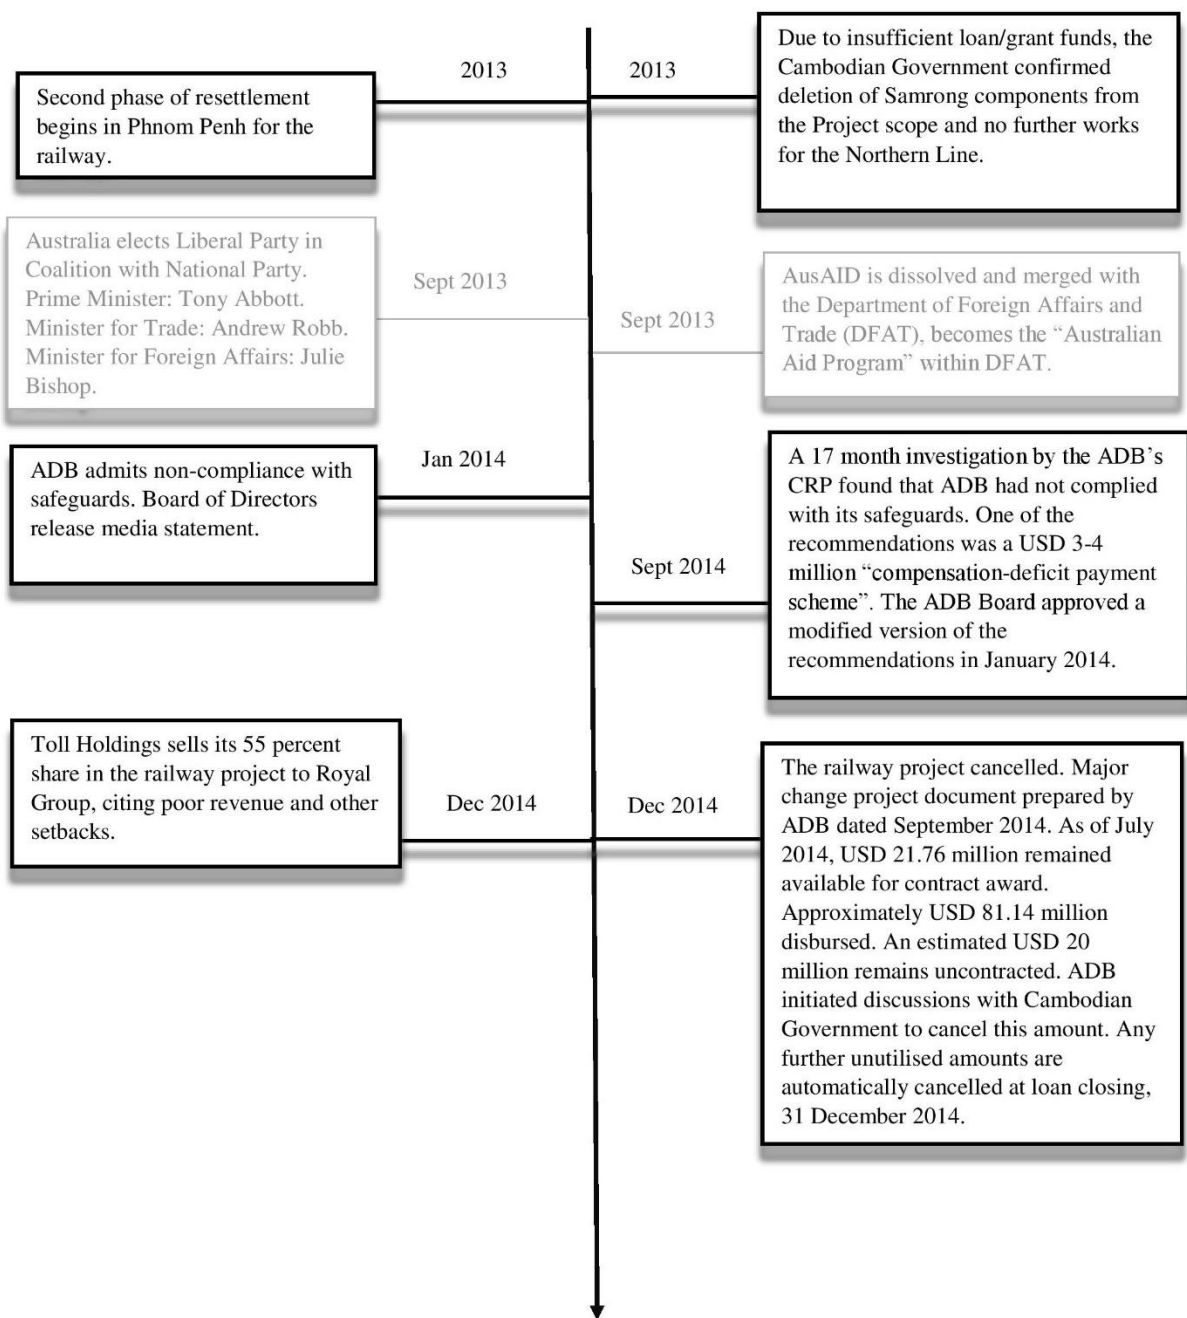 2013
Second phase of resettlement
begins in Phnom Penh for the
railway.
2013
Due to insufficient loan/grant funds, the
Cambodian Government confirmed
deletion of Samrong components from
the Project scope and no further works
for the Northern Line.
Sept 2013
Australia elects Liberal Party in
Coalition with National Party.
Prime Minister: Tony Abbott.
Minister for Trade: Andrew Robb.
Minister for Foreign Affairs: Julie
Bishop.
Sept 2013
AusAID is dissolved and merged with
the Department of Foreign Affairs and
Trade (DFAT), becomes the “Australian
Aid Program” within DFAT.
Jan 2014
ADB admits non-compliance with
safeguards. Board of Directors
release media statement.
Sept 2014
A 17 month investigation by the ADB’s
CRP found that ADB had not complied
with its safeguards. One of the
recommendations was a USD 3-4
million “compensation-deficit payment
scheme”. The ADB Board approved a
modified version of the
recommendations in January 2014.
Dec 2014
Toll Holdings sells its 55 percent
share in the railway project to Royal
Group, citing poor revenue and other
setbacks.
Dec 2014
The railway project cancelled. Major
change project document prepared by
ADB dated September 2014. As of July
2014, USD 21.76 million remained
available for contract award.
Approximately USD 81.14 million
disbursed. An estimated USD 20
million remains uncontracted. ADB
initiated discussions with Cambodian
Government to cancel this amount. Any
further unutilised amounts are
automatically cancelled at loan closing,
31 December 2014.